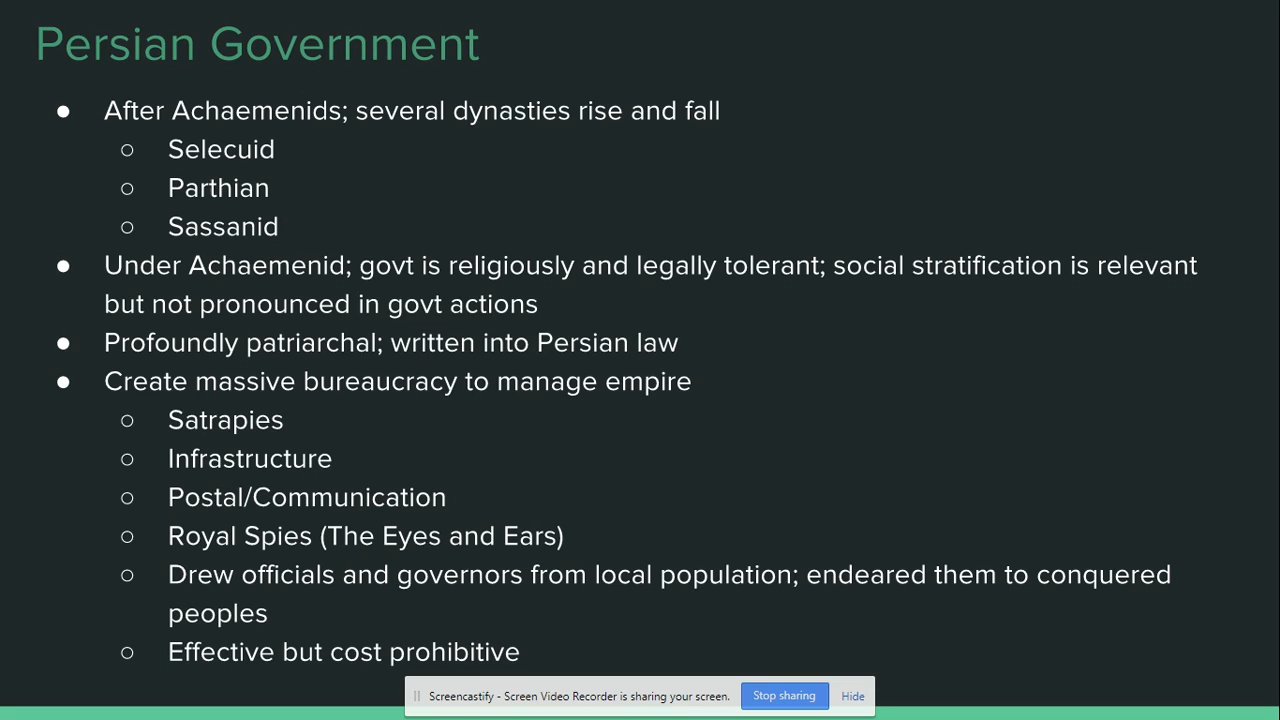 Persian Government
● After Achaemenids; several dynasties rise and fall
○ Selecuid
○ Parthian
○ Sassanid
● Under Achaemenid; govt is religiously and legally tolerant; social stratification is relevant
but not pronounced in govt actions
● Profoundly patriarchal; written into Persian law
● Create massive bureaucracy to manage empire
○ Satrapies
○ Infrastructure
○ Postal/Communication
○ Royal Spies (The Eyes and Ears)
○ Drew officials and governors from local population; endeared them to conquered
peoples
○ Effective but cost prohibitive
Screencastify - Screen Video Recorder is sharing your screen. Stop sharing Hide